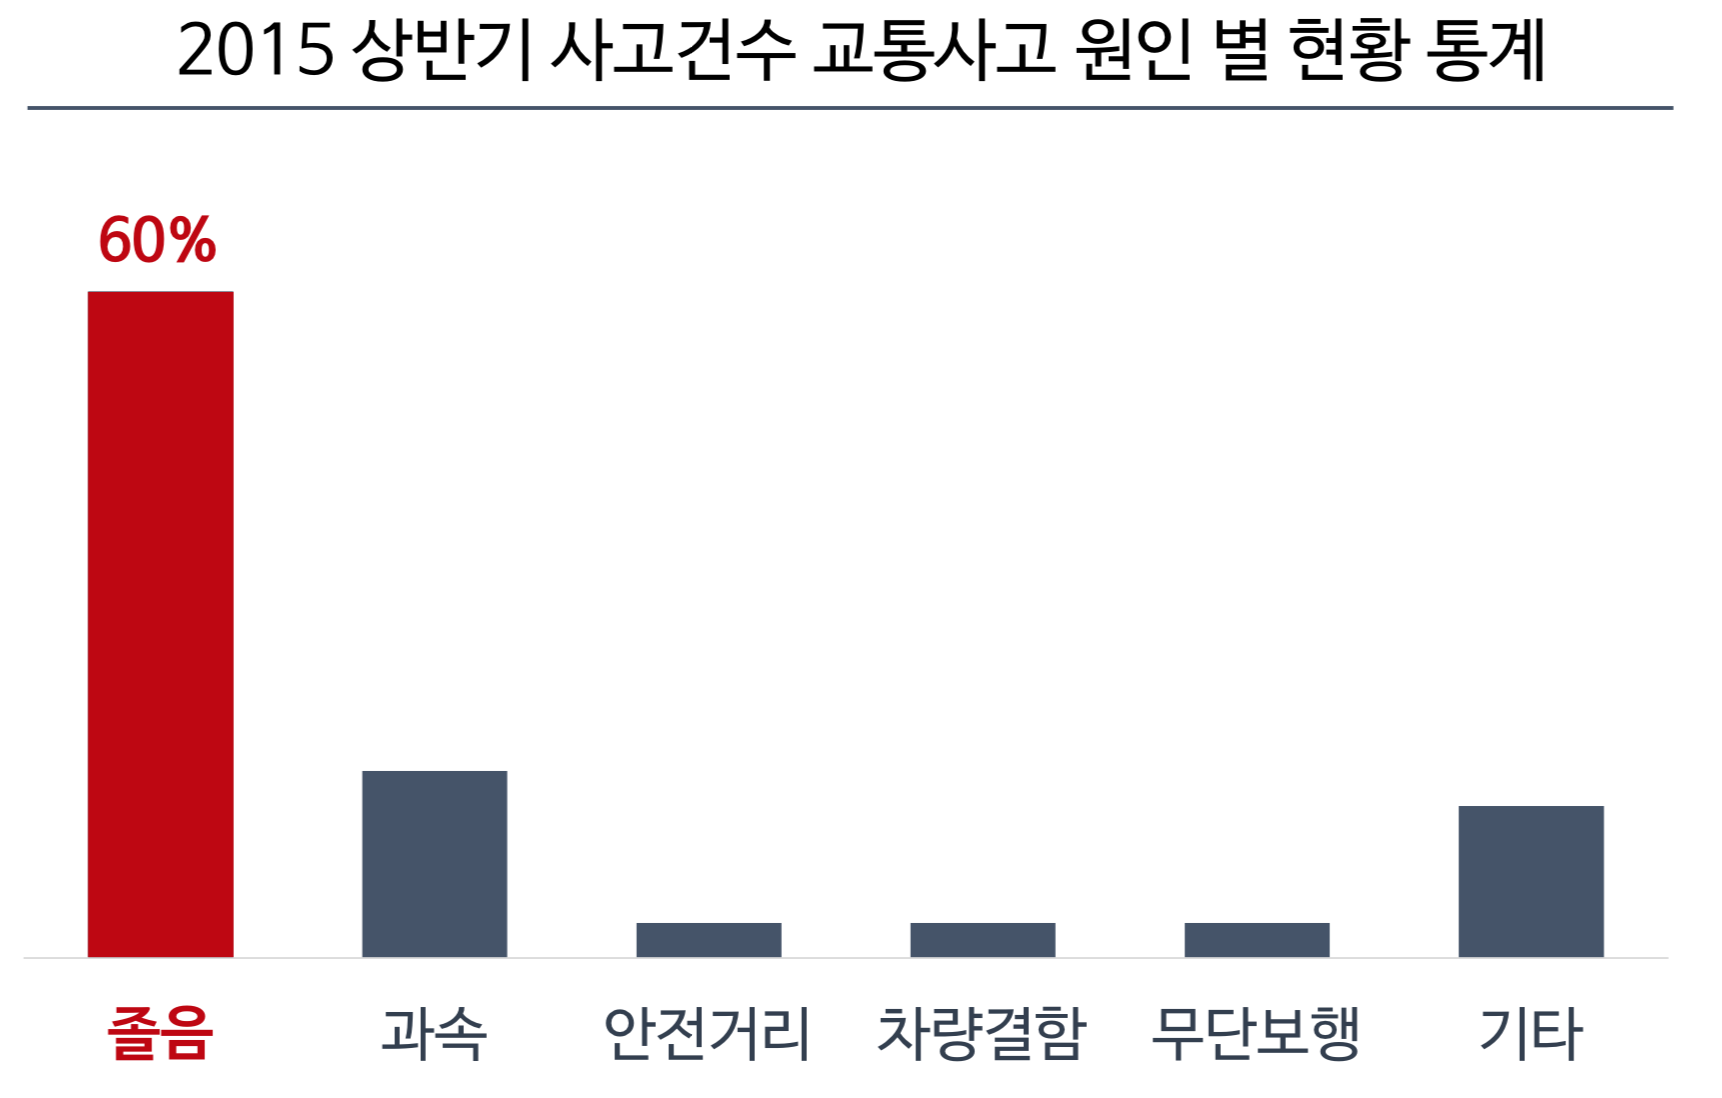 2015 상반기 사고건수 교통사고 원인 별 현황 통계
60%
졸음 과속 안전거리 차량결함 무단보행 기타